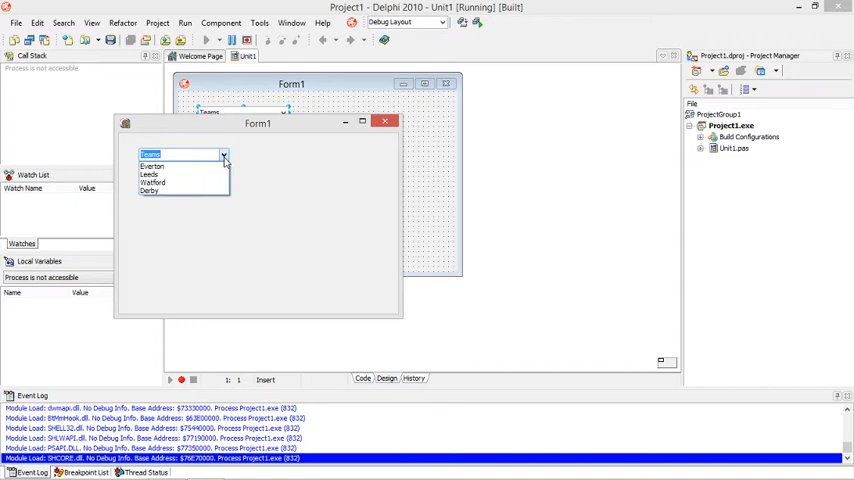 Project1 - Delphi 2010 - Unit1 [Running] [Built]
File Edit Search View Refactor Project Run Component Tools Window Help Debug Layout
Call Stack
Process is not accessible
Welcome Page Unit1
Form1
Teams
Form1
Teams
Everton
Leeds
Watford
Derby
Watch List
Watch Name Value
Watches
Local Variables
Process is not accessible
Name Value
Project1.dproj - Project Manager
File
ProjectGroup1
Project1.exe
Build Configurations
Unit1.pas
1: 1 Insert Code Design History
Event Log
Module Load: dwmapi.dll. No Debug Info. Base Address: $73330000. Process Project1.exe (832)
Module Load: BtMmHook.dll. No Debug Info. Base Address: $63E00000. Process Project1.exe (832)
Module Load: SHELL32.dll. No Debug Info. Base Address: $75440000. Process Project1.exe (832)
Module Load: SHLWAPI.dll. No Debug Info. Base Address: $77190000. Process Project1.exe (832)
Module Load: PSAPI.DLL. No Debug Info. Base Address: $77350000. Process Project1.exe (832)
Module Load: SHCORE.dll. No Debug Info. Base Address: $76E70000. Process Project1.exe (832)
Event Log Breakpoint List Thread Status